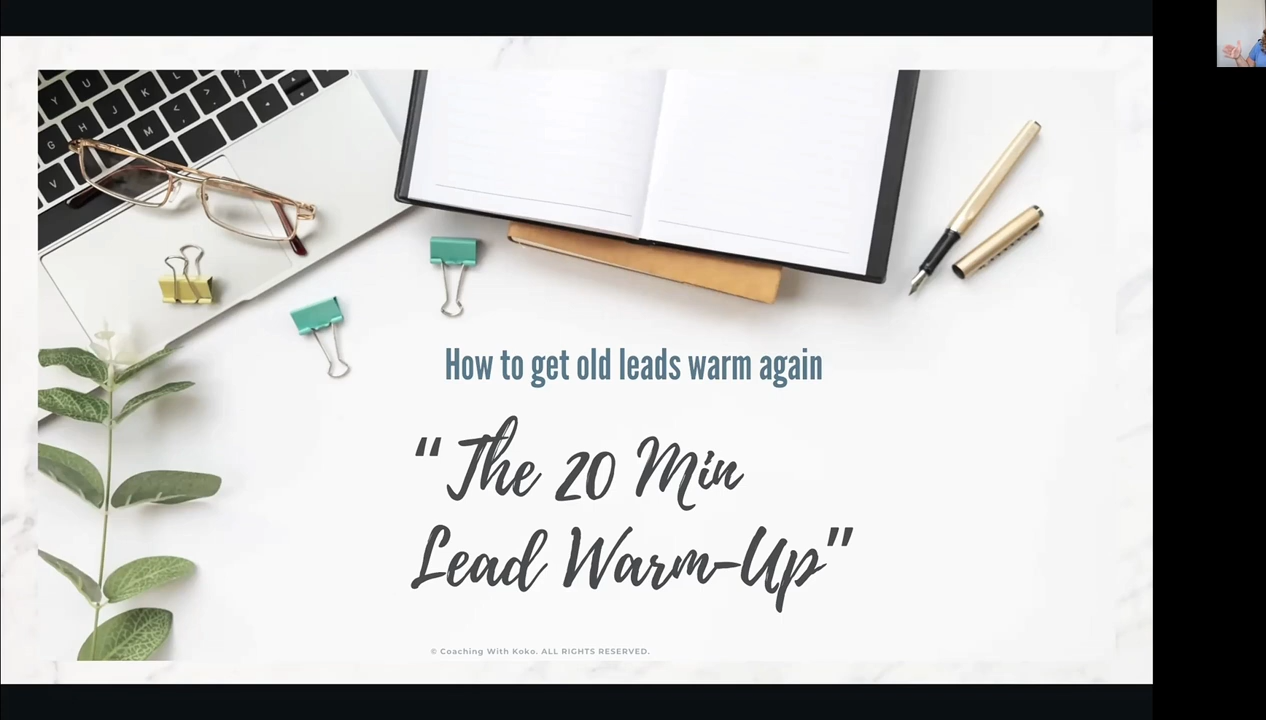 Y U K L : ? /
G H J M < , > .
V
How to get old leads warm again
“The 20 Min
Lead Warm-Up”
© Coaching With Koko. ALL RIGHTS RESERVED.